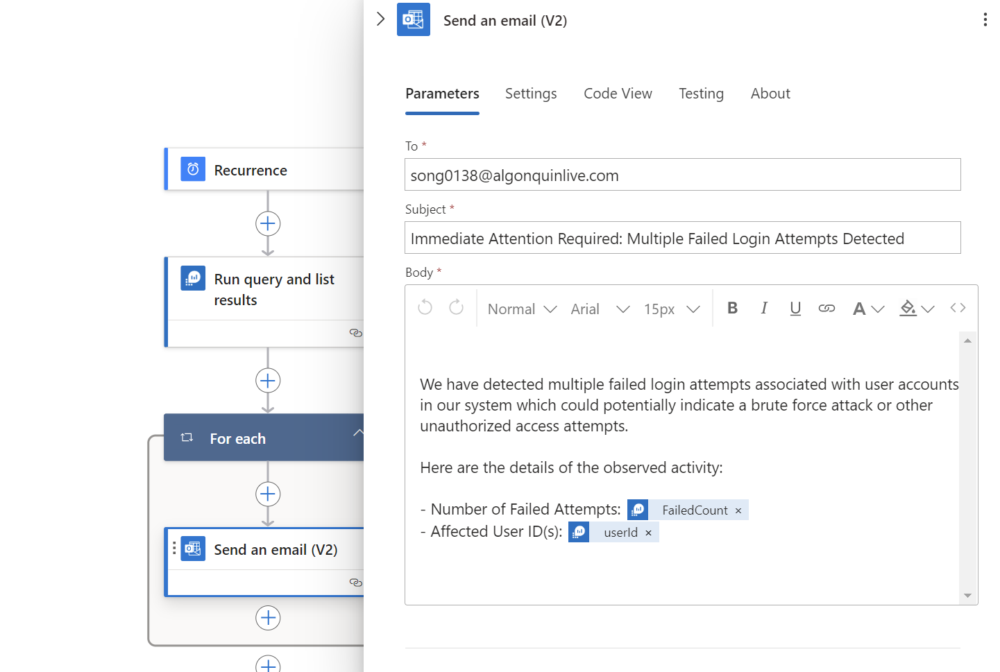 Recurrence
Run query and list
results
For each
Send an email (V2)
Send an email (V2)
Parameters
Settings
Code View
Testing
About
To *
song0138@algonquinlive.com
Subject *
Immediate Attention Required: Multiple Failed Login Attempts Detected
Body *
Normal
Arial
15px
B
I
U
A
We have detected multiple failed login attempts associated with user accounts
in our system which could potentially indicate a brute force attack or other
unauthorized access attempts.
Here are the details of the observed activity:
- Number of Failed Attempts: FailedCount ×
- Affected User ID(s): userId ×